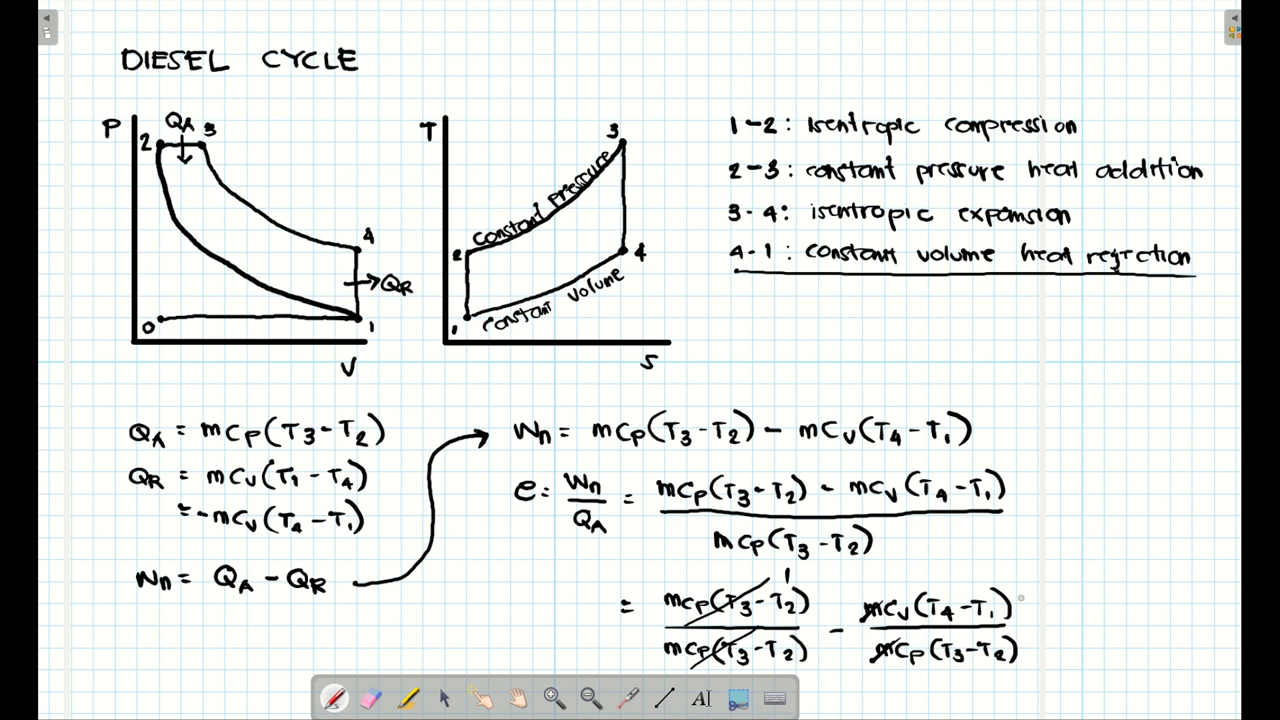 DIESEL CYCLE
P
2
QA
3
4
QR
0
1
V
T
3
constant pressure
2
4
constant volume
1
S
1-2: isentropic compression
2-3: constant pressure heat addition
3-4: isentropic expansion
4-1: constant volume heat rejection
QA = mCp(T3-T2)
QR = mCv(T1-T4)
=-mCv(T4-T1)
Wn = QA - QR
Wn = mCp(T3-T2) - mCv(T4-T1)
e = Wn/QA = mCp(T3-T2) - mCv(T4-T1)
mCp(T3-T2)
= mCp(T3-T2) 1 - mCv(T4-T1)
mCp(T3-T2) mCp(T3-T2)
AI